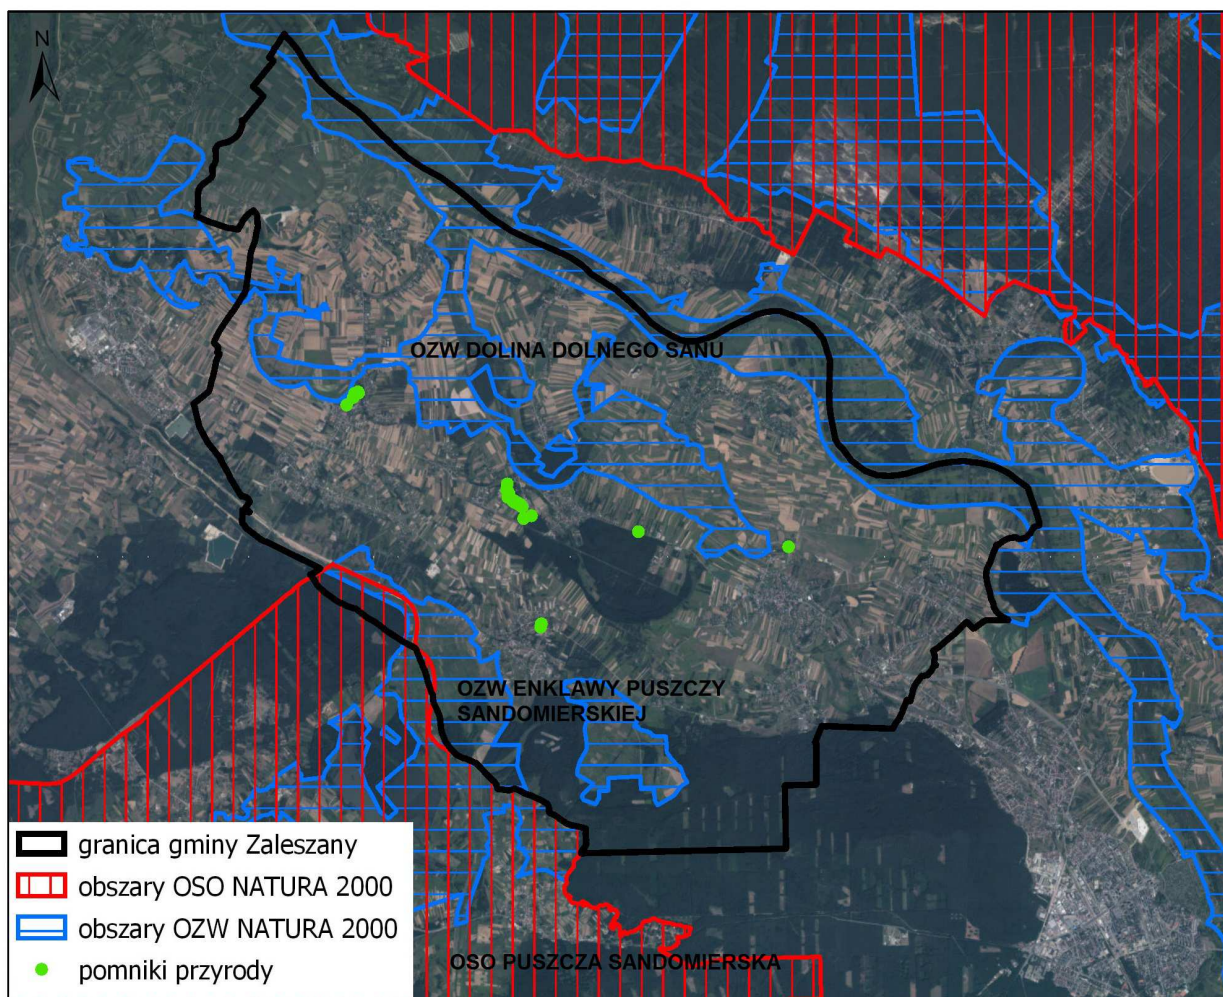 N
OZW DOLINA DOLNEGO SANU
OZW ENKLAWY PUSZCZY
SANDOMIERSKIEJ
granica gminy Zaleszany
obszary OSO NATURA 2000
obszary OZW NATURA 2000
pomniki przyrody
OSO PUSZCZA SANDOMIERSKA